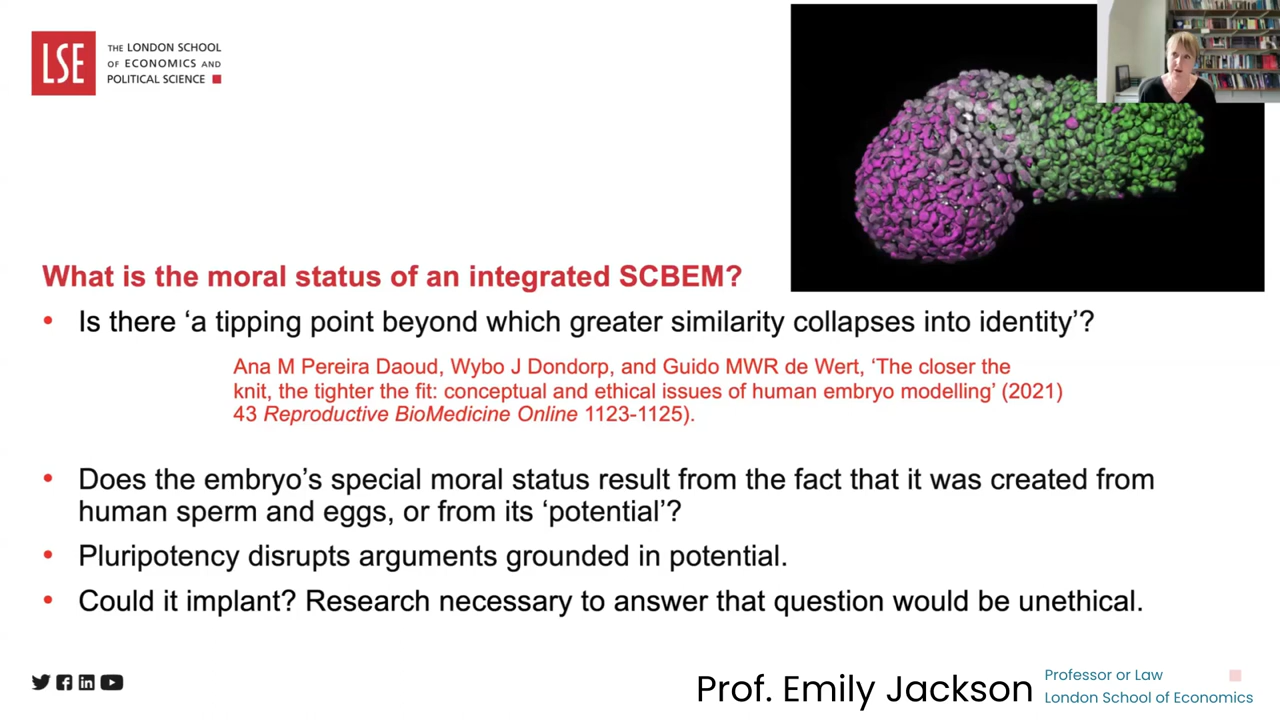 LSE
THE LONDON SCHOOL
OF ECONOMICS AND
POLITICAL SCIENCE
What is the moral status of an integrated SCBEM?
• Is there ‘a tipping point beyond which greater similarity collapses into identity’?
Ana M Pereira Daoud, Wybo J Dondorp, and Guido MWR de Wert, ‘The closer the
knit, the tighter the fit: conceptual and ethical issues of human embryo modelling’ (2021)
43 Reproductive BioMedicine Online 1123-1125).
• Does the embryo’s special moral status result from the fact that it was created from
human sperm and eggs, or from its ‘potential’?
• Pluripotency disrupts arguments grounded in potential.
• Could it implant? Research necessary to answer that question would be unethical.
Prof. Emily Jackson
Professor or Law
London School of Economics